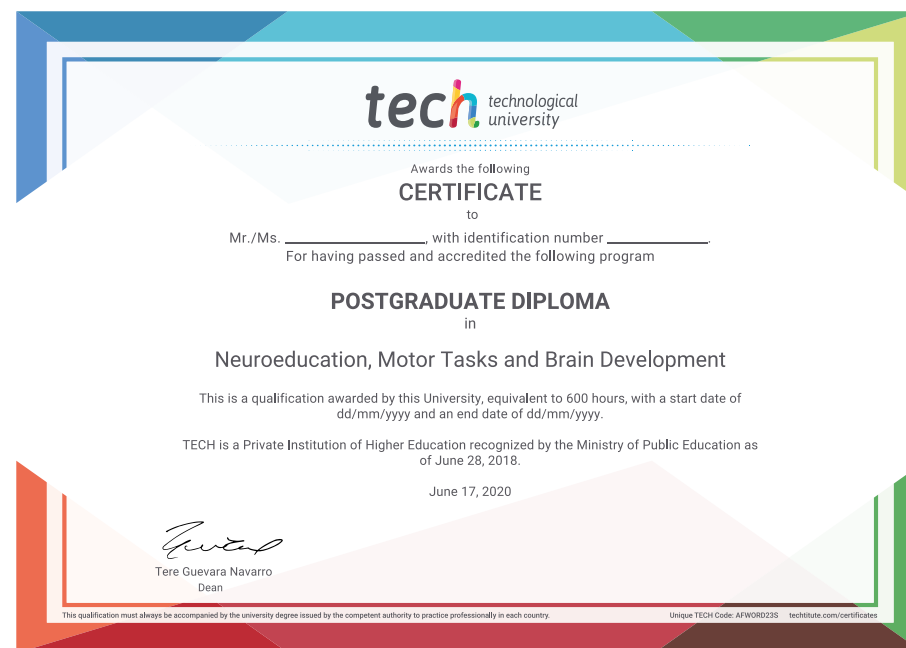 tech technological
university
Awards the following
CERTIFICATE
to
Mr./Ms. ____________________, with identification number ______________.
For having passed and accredited the following program
POSTGRADUATE DIPLOMA
in
Neuroeducation, Motor Tasks and Brain Development
This is a qualification awarded by this University, equivalent to 600 hours, with a start date of
dd/mm/yyyy and an end date of dd/mm/yyyy.
TECH is a Private Institution of Higher Education recognized by the Ministry of Public Education as
of June 28, 2018.
June 17, 2020
Tere Guevara Navarro
Dean
This qualification must always be accompanied by the university degree issued by the competent authority to practice professionally in each country. Unique TECH Code: AFWORD23S techtitute.com/certificates